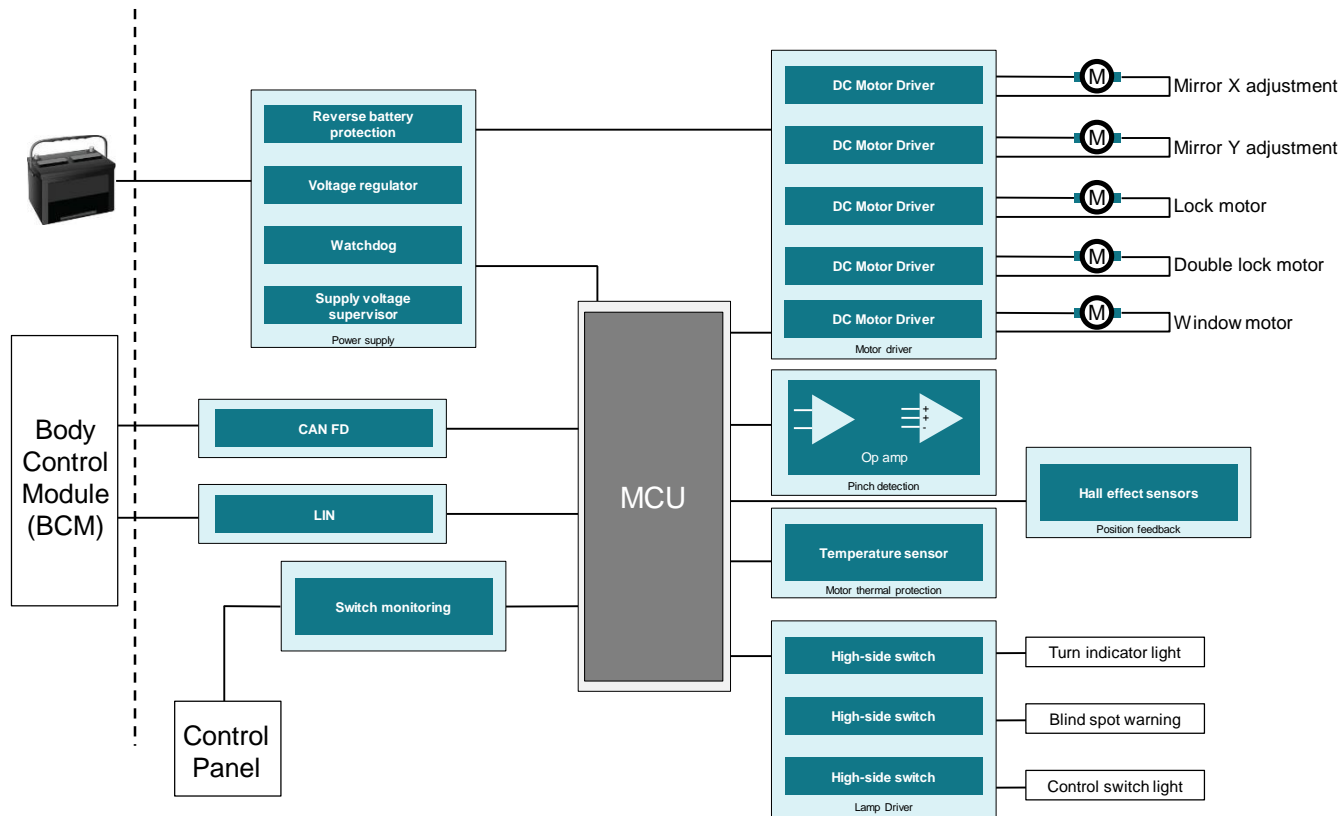 Reverse battery
protection
Voltage regulator
Watchdog
Supply voltage
supervisor
Power supply
DC Motor Driver
DC Motor Driver
DC Motor Driver
DC Motor Driver
DC Motor Driver
Motor driver
M
Mirror X adjustment
M
Mirror Y adjustment
M
Lock motor
M
Double lock motor
M
Window motor
Body
Control
Module
(BCM)
CAN FD
LIN
Switch monitoring
Control
Panel
MCU
+
+
-
Op amp
Pinch detection
Hall effect sensors
Position feedback
Temperature sensor
Motor thermal protection
High-side switch
High-side switch
High-side switch
Lamp Driver
Turn indicator light
Blind spot warning
Control switch light